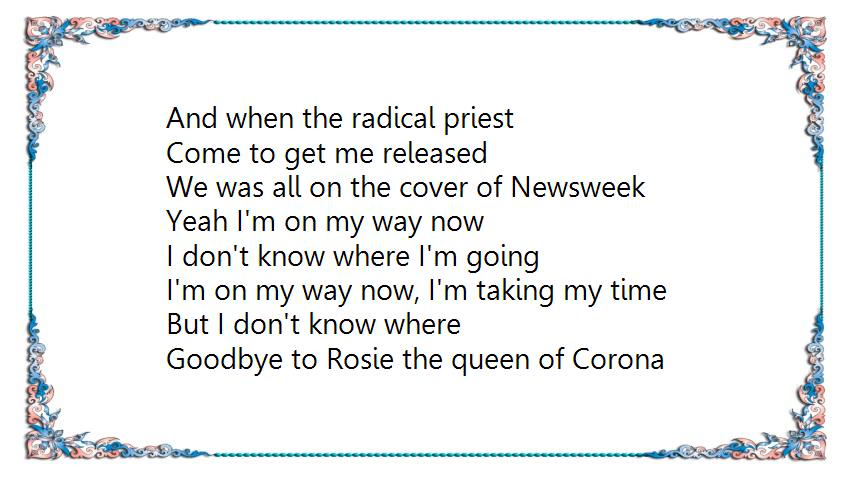 And when the radical priest
Come to get me released
We was all on the cover of Newsweek
Yeah I'm on my way now
I don't know where I'm going
I'm on my way now, I'm taking my time
But I don't know where
Goodbye to Rosie the queen of Corona